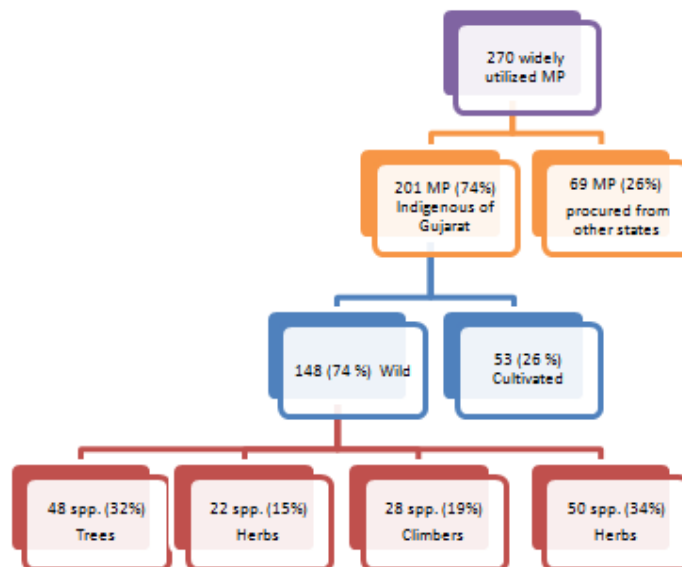 270 widely
utilized MP
201 MP (74%)
Indigenous of
Gujarat
69 MP (26%)
procured from
other states
148 (74 %) Wild
53 (26 %)
Cultivated
48 spp. (32%)
Trees
22 spp. (15%)
Herbs
28 spp. (19%)
Climbers
50 spp. (34%)
Herbs